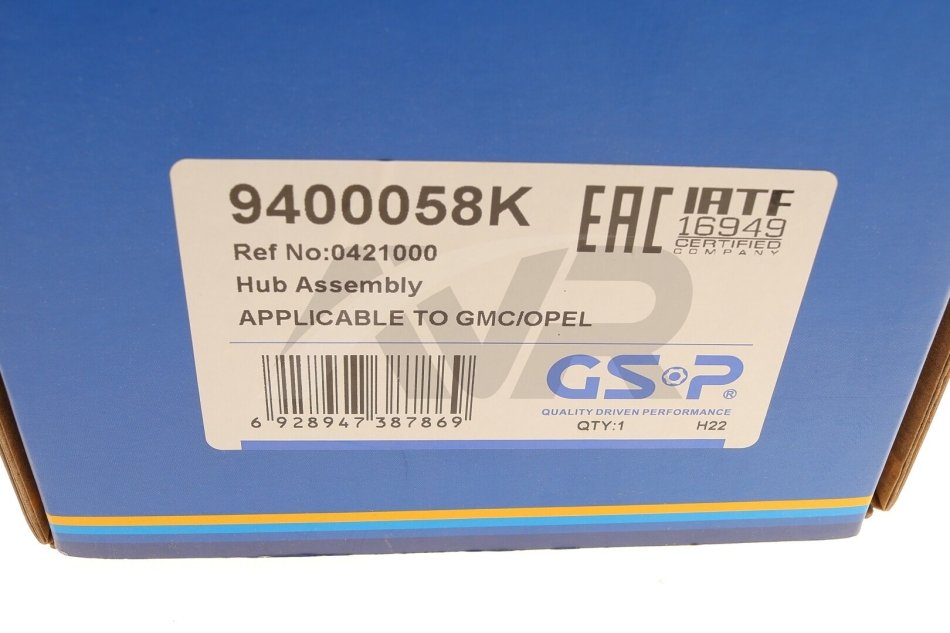 9400058K
EAC
IATF
16949
CERTIFIED
COMPANY
Ref No:0421000
Hub Assembly
APPLICABLE TO GMC/OPEL
GSP®
QUALITY DRIVEN PERFORMANCE
6 928947 387869
QTY:1 H22